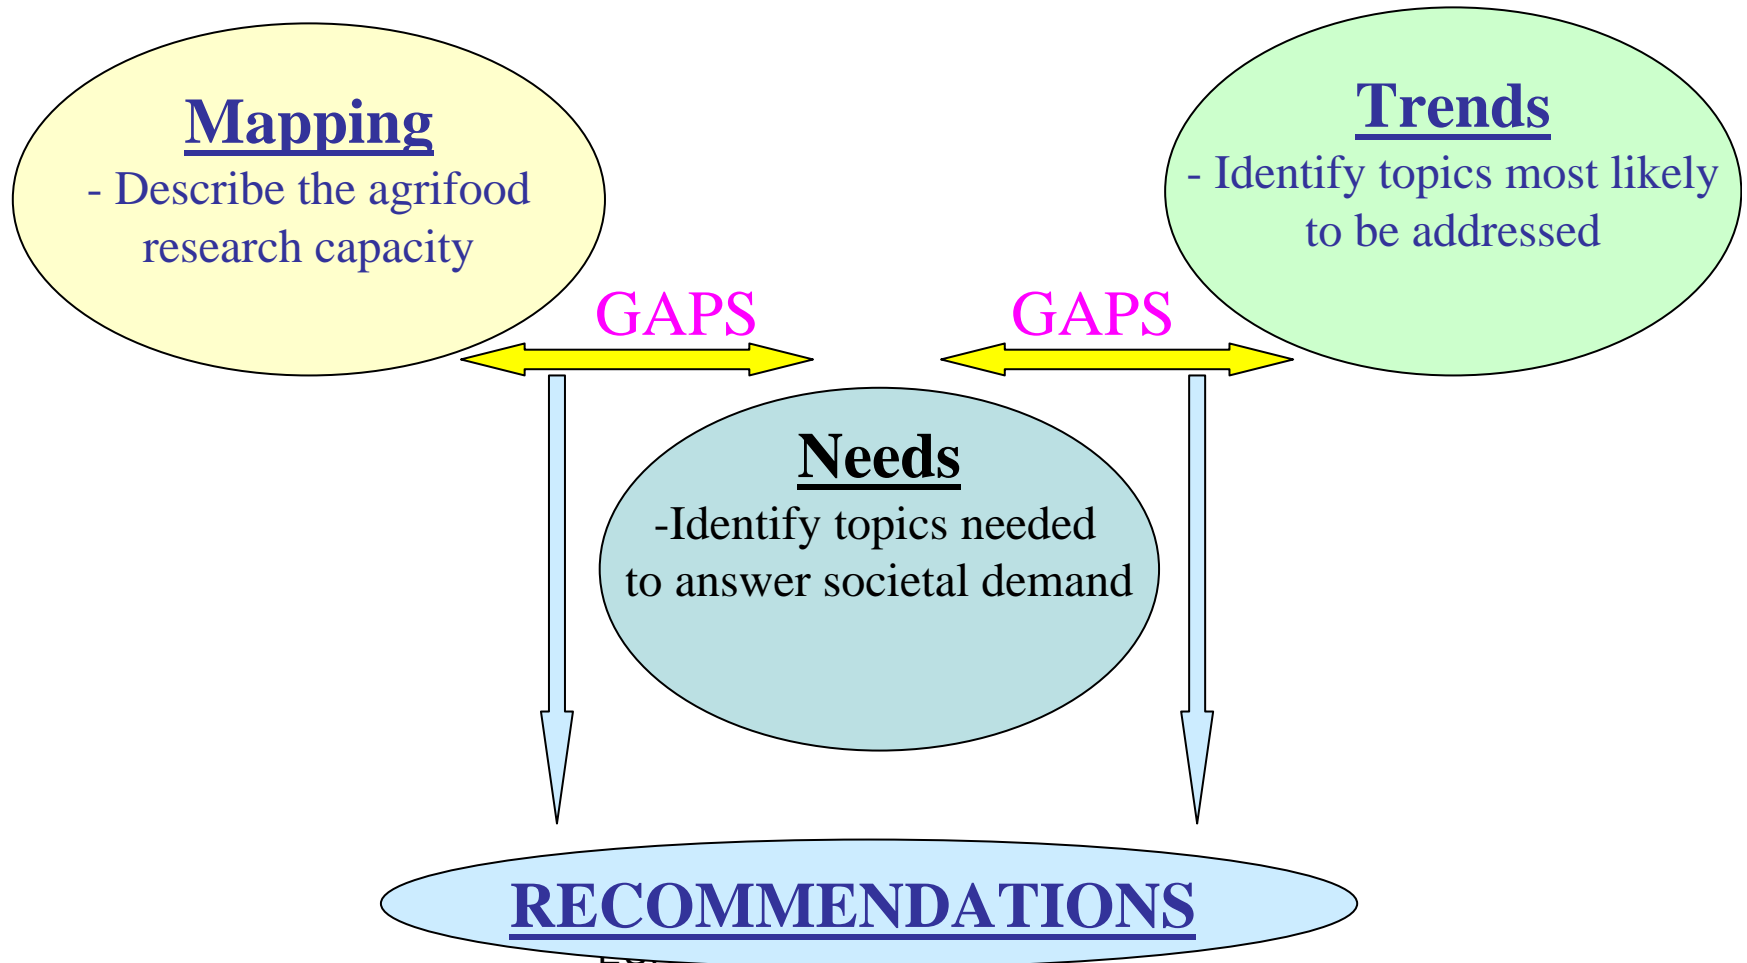 Mapping
- Describe the agrifood
research capacity
Trends
- Identify topics most likely
to be addressed
GAPS
GAPS
Needs
-Identify topics needed
to answer societal demand
RECOMMENDATIONS